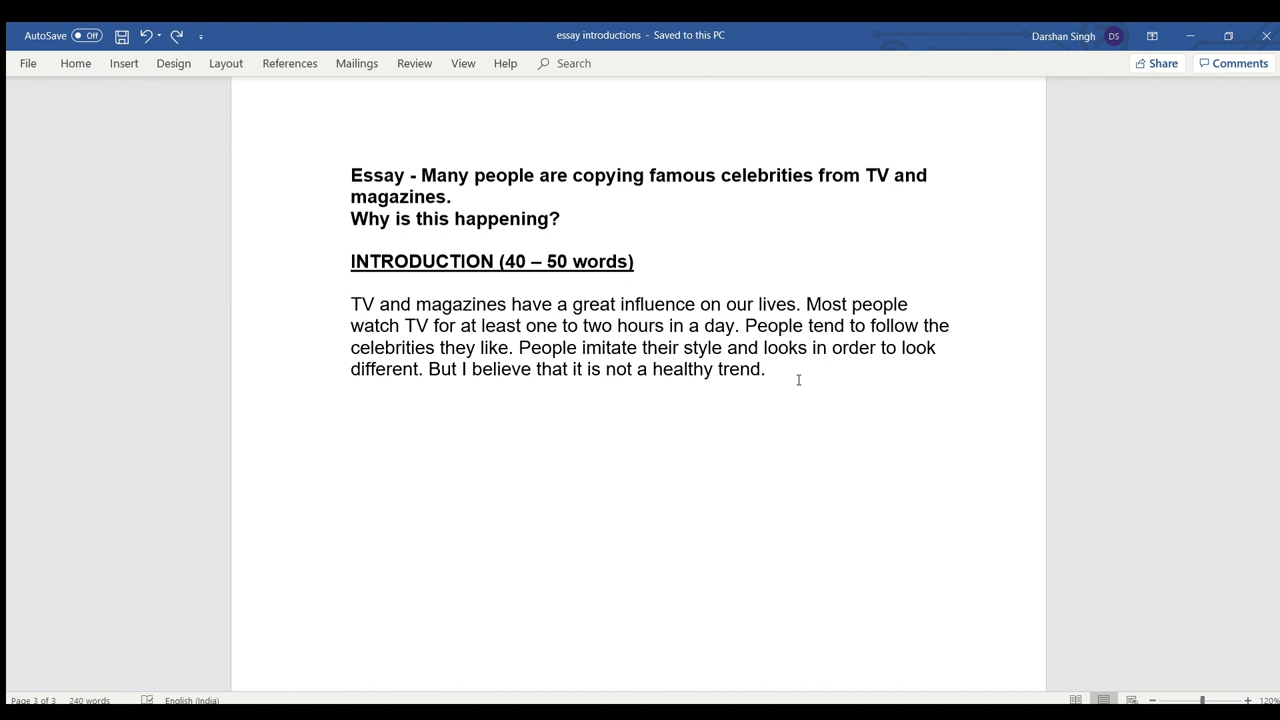 AutoSave Off essay introductions - Saved to this PC Darshan Singh DS
File Home Insert Design Layout References Mailings Review View Help Search Share Comments
Essay - Many people are copying famous celebrities from TV and
magazines.
Why is this happening?
INTRODUCTION (40 – 50 words)
TV and magazines have a great influence on our lives. Most people
watch TV for at least one to two hours in a day. People tend to follow the
celebrities they like. People imitate their style and looks in order to look
different. But I believe that it is not a healthy trend.
Page 3 of 3 240 words English (India) 120%